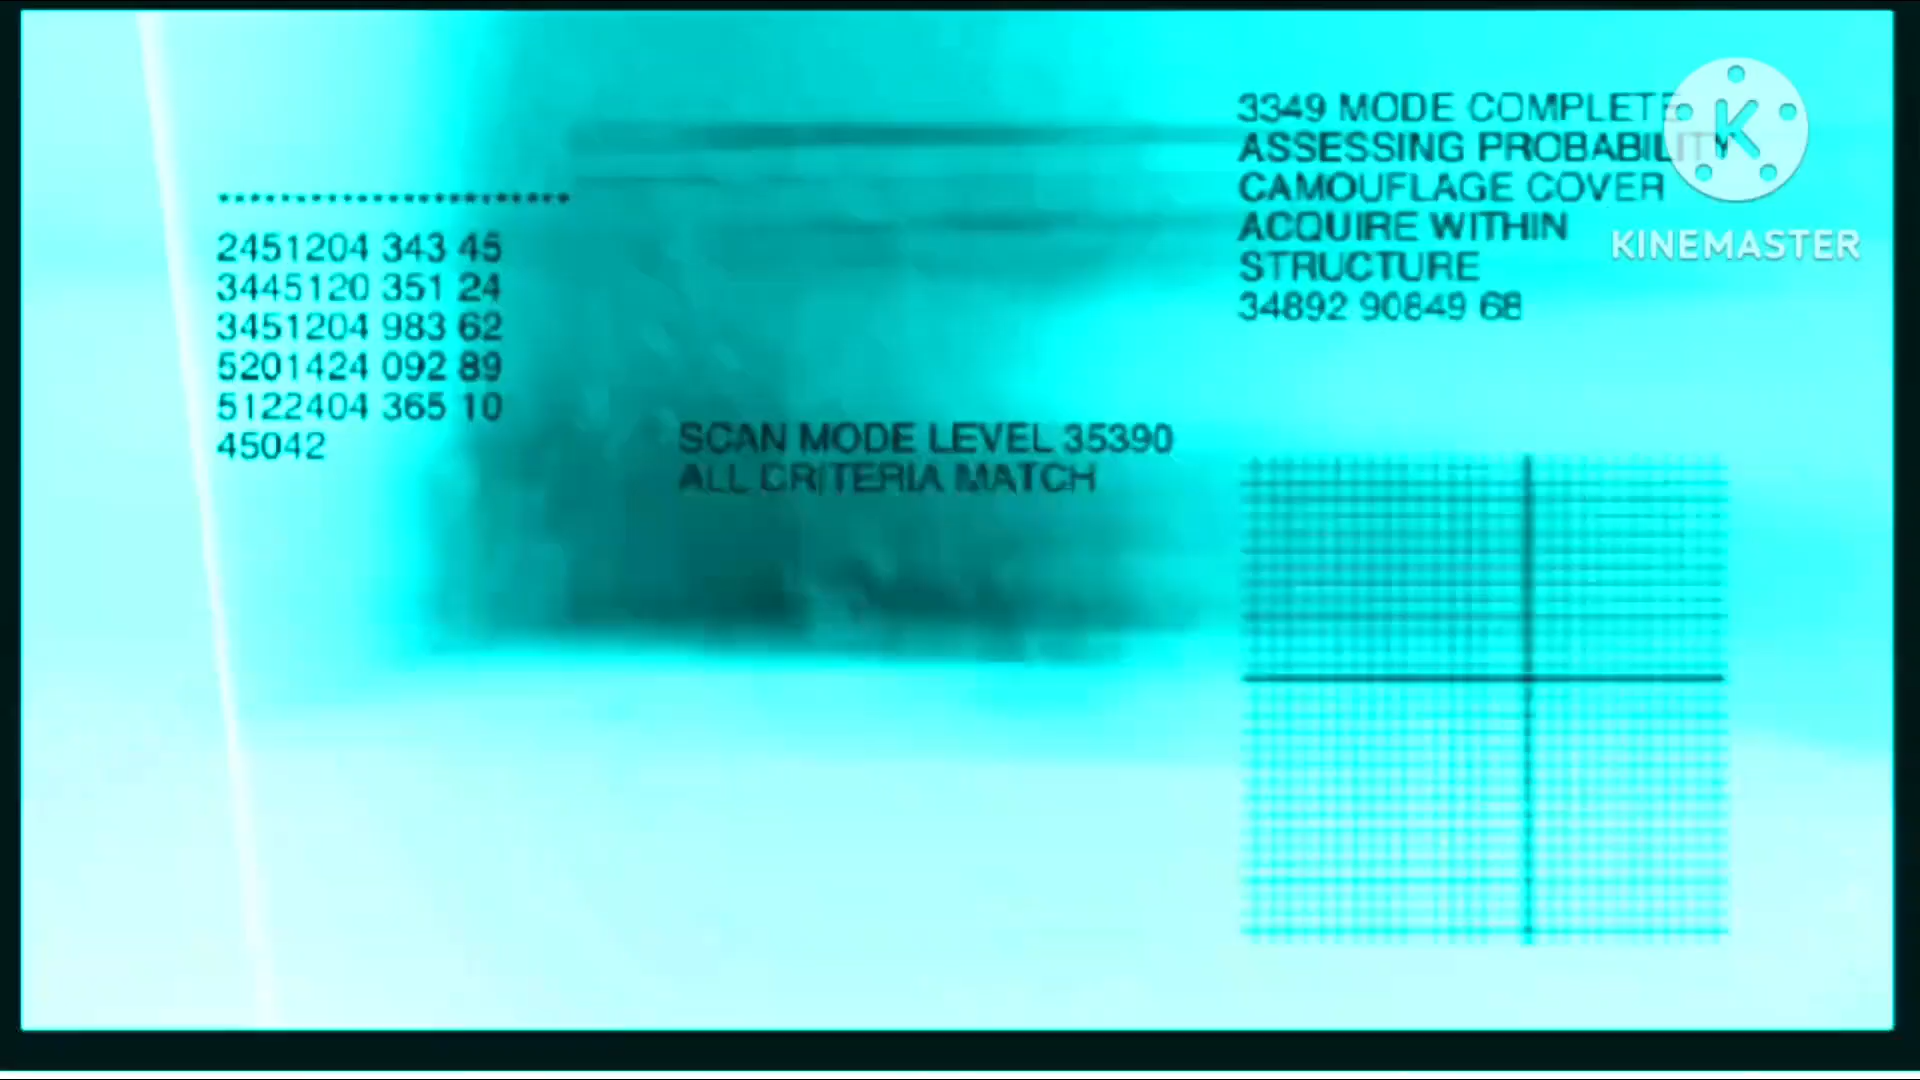 2451204 343 45
3445120 351 24
3451204 983 62
5201424 092 89
5122404 365 10
45042
SCAN MODE LEVEL 35390
ALL CRITERIA MATCH
3349 MODE COMPLETE
ASSESSING PROBABILITY
CAMOUFLAGE COVER
ACQUIRE WITHIN
STRUCTURE
34892 90849 68
K
KINEMASTER